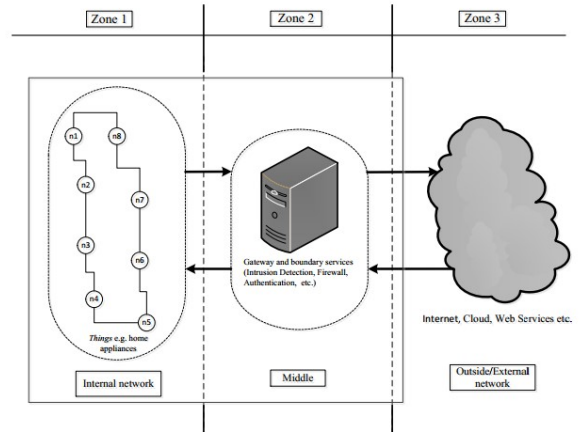 Zone 1
Zone 2
Zone 3
n1
n8
n2
n7
n3
n6
n4
n5
Things e.g. home
appliances
Gateway and boundary services
(Intrusion Detection, Firewall,
Authentication, etc.)
Internet, Cloud, Web Services etc.
Internal network
Middle
Outside/External
network